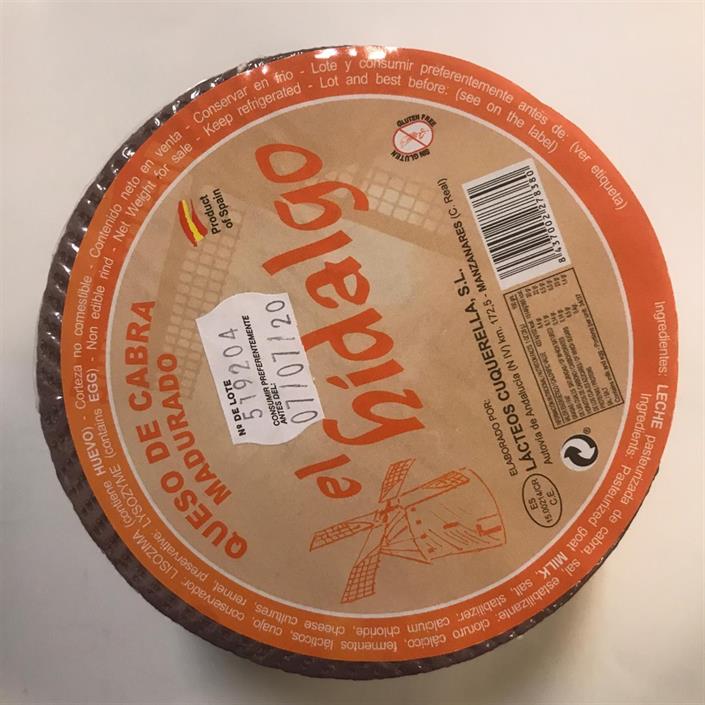 Ingredientes: LECHE pasteurizada de cabra, sal, estabilizante: cloruro cálcico, fermentos lácticos, cuajo, conservador: LISOZIMA (contiene HUEVO) - Corteza no comestible - Contenido neto en venta - Conservar en frío - Lote y consumir preferentemente antes de: (ver etiqueta)
Ingredients: Pasteurized goat MILK, salt, stabilizer: calcium chloride, cheese cultures, rennel, preservative: LYSOZYME (contains EGG) - Non edible rind - Net Weight for sale - Keep refrigerated - Lot and best before: (see on the label)
QUESO DE CABRA
MADURADO
Product
of Spain
Nº DE LOTE
519204
CONSUMIR PREFERENTEMENTE
ANTES DEL:
07/07/20
el hidalgo
GLUTEN FREE
SIN GLUTEN
ELABORADO POR:
LÁCTEOS CUQUERELLA, S.L.
Autovía de Andalucía (N IV) km. 172,5 - MANZANARES (C. Real)
ES
15.00214/CR
C.E.
8437002278380